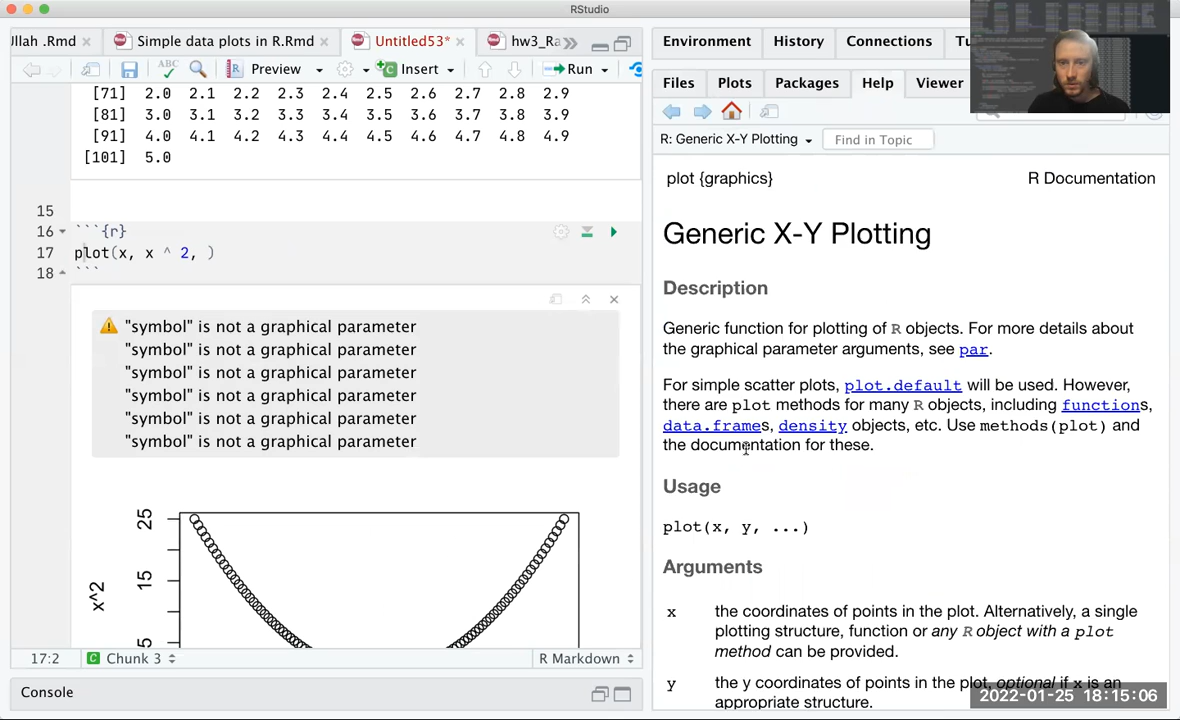 RStudio
ullah .Rmd
Simple data plots in R.Rmd
Untitled53*
hw3_Ra
Environment
History
Connections
Tu
Preview
Insert
Run
Files
Plots
Packages
Help
Viewer
[71] 2.0 2.1 2.2 2.3 2.4 2.5 2.6 2.7 2.8 2.9
[81] 3.0 3.1 3.2 3.3 3.4 3.5 3.6 3.7 3.8 3.9
[91] 4.0 4.1 4.2 4.3 4.4 4.5 4.6 4.7 4.8 4.9
[101] 5.0
15
16 ```{r}
17 plot(x, x ^ 2, )
18 ```
"symbol" is not a graphical parameter
"symbol" is not a graphical parameter
"symbol" is not a graphical parameter
"symbol" is not a graphical parameter
"symbol" is not a graphical parameter
"symbol" is not a graphical parameter
25
15
5
x^2
17:2
Chunk 3
R Markdown
Console
R: Generic X-Y Plotting
Find in Topic
plot {graphics}
R Documentation
Generic X-Y Plotting
Description
Generic function for plotting of R objects. For more details about
the graphical parameter arguments, see par.
For simple scatter plots, plot.default will be used. However,
there are plot methods for many R objects, including functions,
data.frames, density objects, etc. Use methods(plot) and
the documentation for these.
Usage
plot(x, y, ...)
Arguments
x the coordinates of points in the plot. Alternatively, a single
plotting structure, function or any R object with a plot
method can be provided.
y the y coordinates of points in the plot, optional if x is an
appropriate structure.
2022-01-25 18:15:06